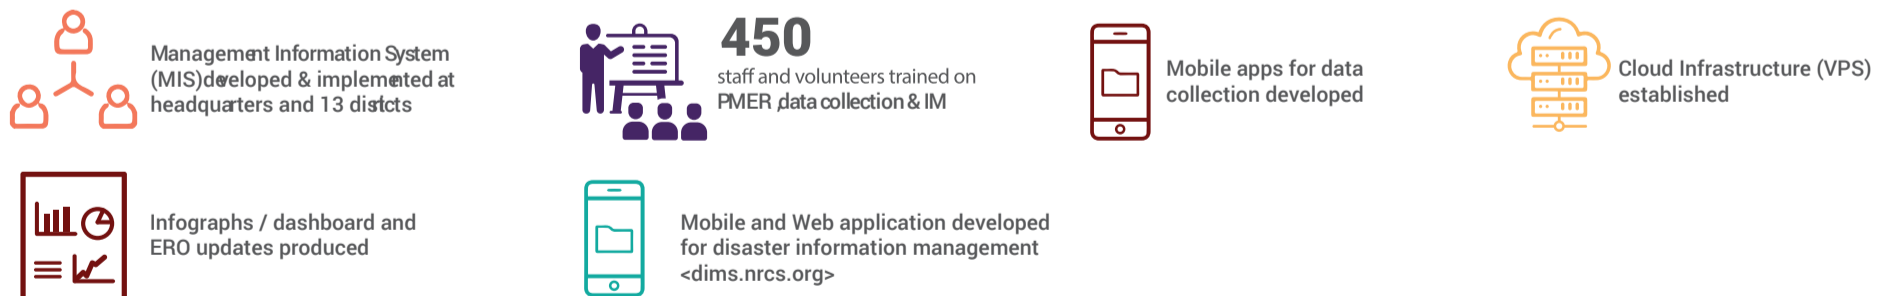 Management Information System
(MIS)developed & implemented at
headquarters and 13 districts
450
staff and volunteers trained on
PMER ,data collection & IM
Mobile apps for data
collection developed
Cloud Infrastructure (VPS)
established
Infographs / dashboard and
ERO updates produced
Mobile and Web application developed
for disaster information management
<dims.nrcs.org>